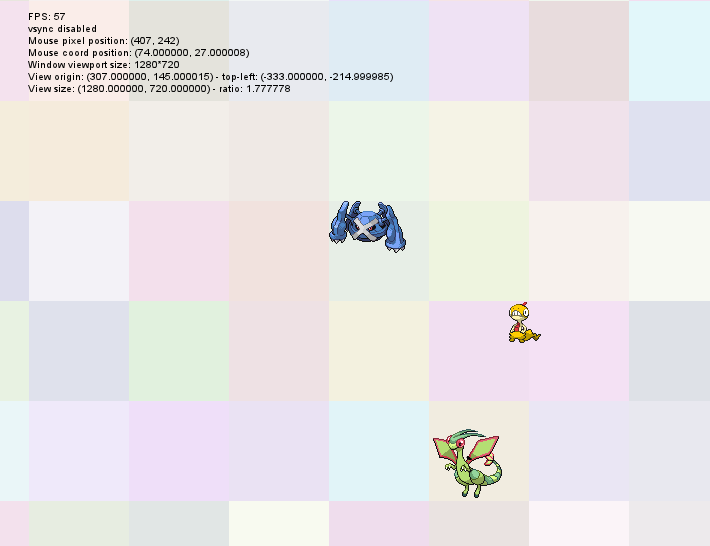 FPS: 57
vsync disabled
Mouse pixel position: (407, 242)
Mouse coord position: (74.000000, 27.000008)
Window viewport size: 1280*720
View origin: (307.000000, 145.000015) - top-left: (-333.000000, -214.999985)
View size: (1280.000000, 720.000000) - ratio: 1.777778